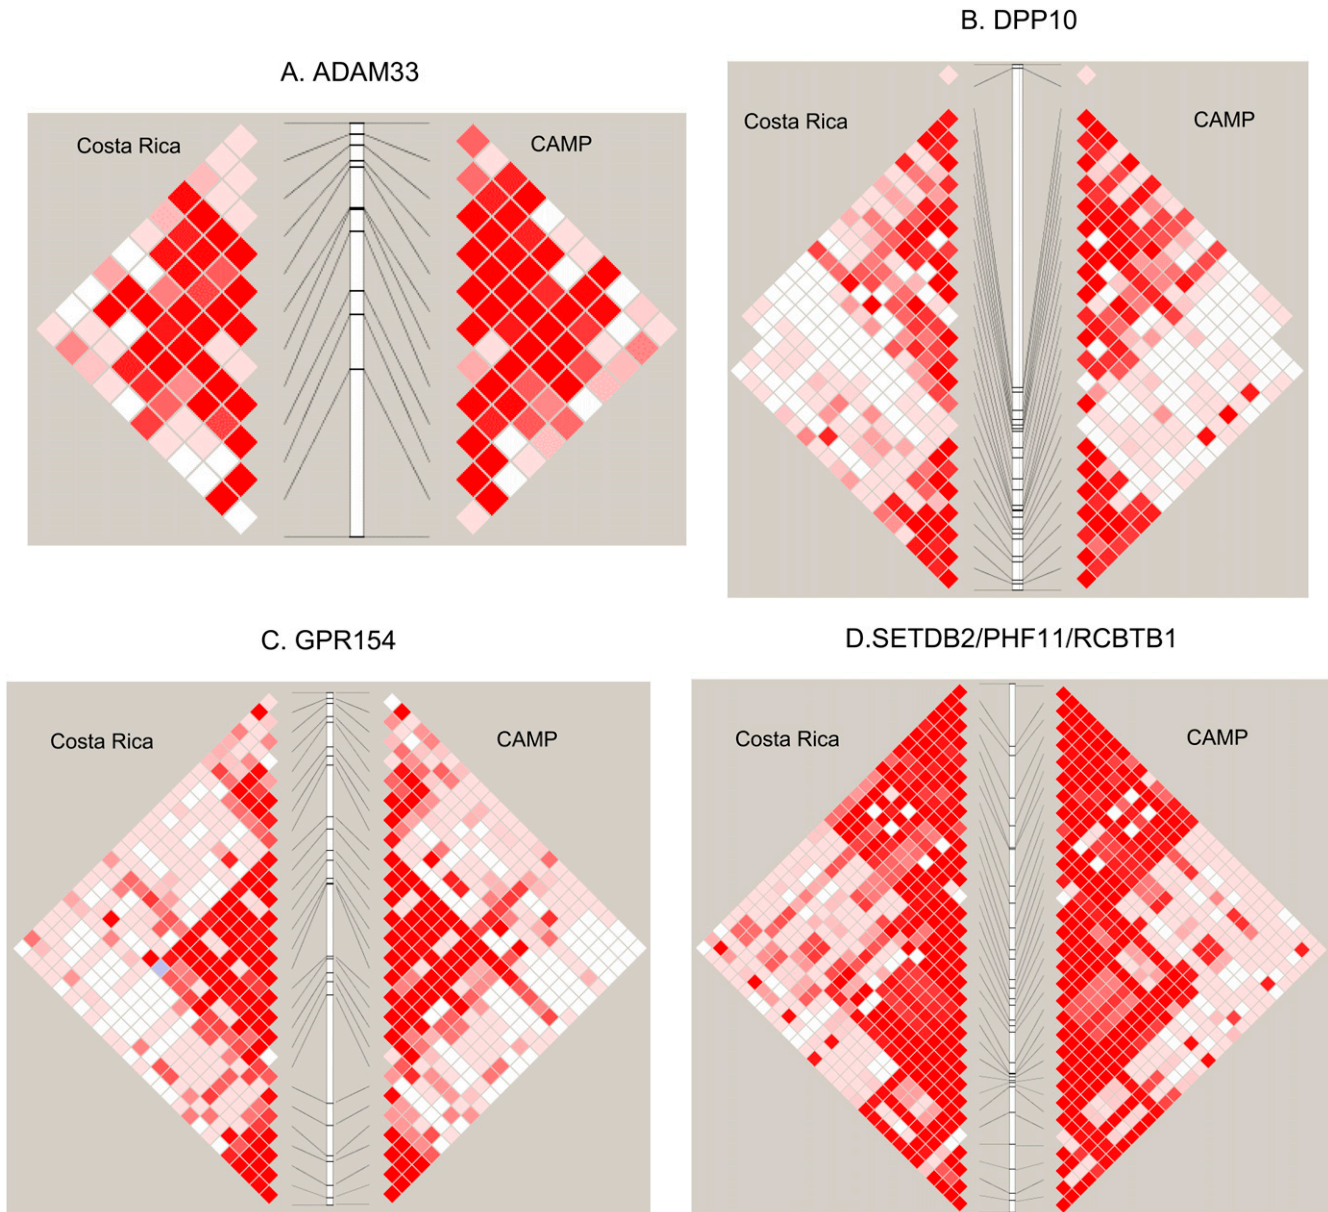 A. ADAM33
Costa Rica
CAMP
B. DPP10
Costa Rica
CAMP
C. GPR154
Costa Rica
CAMP
D.SETDB2/PHF11/RCBTB1
Costa Rica
CAMP